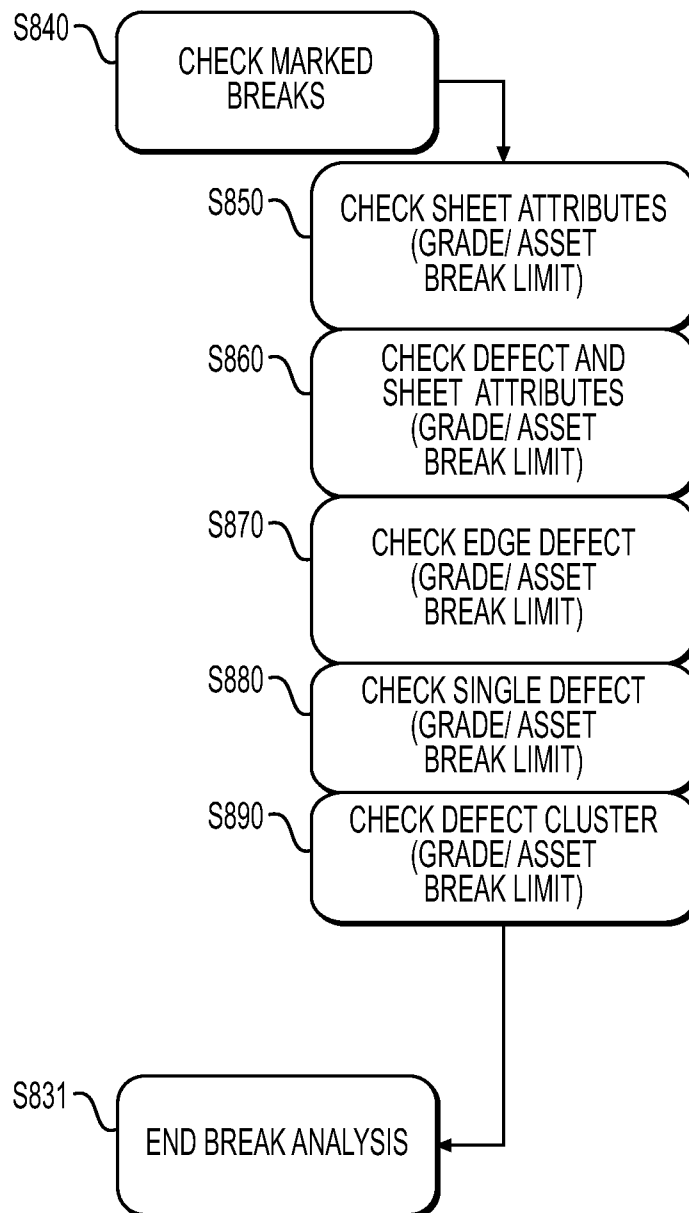 S840
CHECK MARKED
BREAKS
S850
CHECK SHEET ATTRIBUTES
(GRADE/ ASSET
BREAK LIMIT)
S860
CHECK DEFECT AND
SHEET ATTRIBUTES
(GRADE/ ASSET
BREAK LIMIT)
S870
CHECK EDGE DEFECT
(GRADE/ ASSET
BREAK LIMIT)
S880
CHECK SINGLE DEFECT
(GRADE/ ASSET
BREAK LIMIT)
S890
CHECK DEFECT CLUSTER
(GRADE/ ASSET
BREAK LIMIT)
S831
END BREAK ANALYSIS